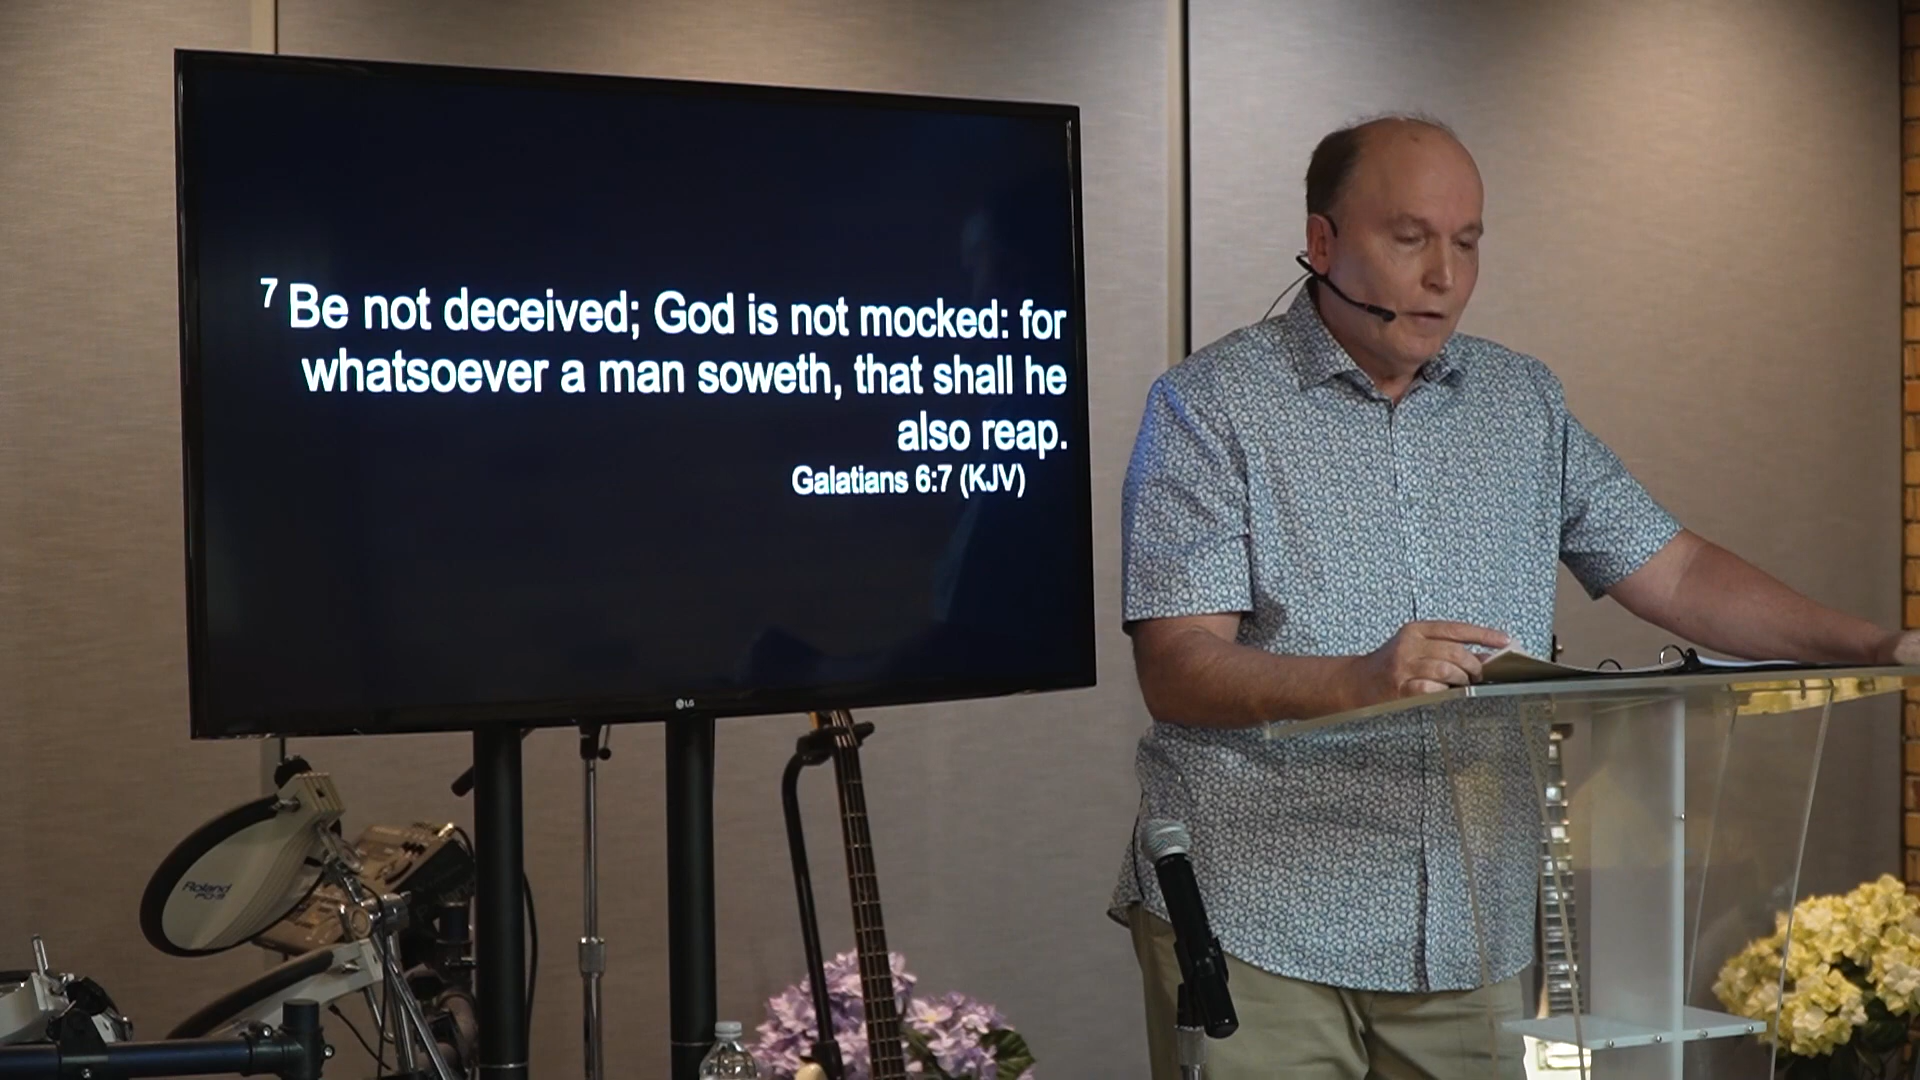 7 Be not deceived; God is not mocked: for
whatsoever a man soweth, that shall he
also reap.
Galatians 6:7 (KJV)
LG
Roland